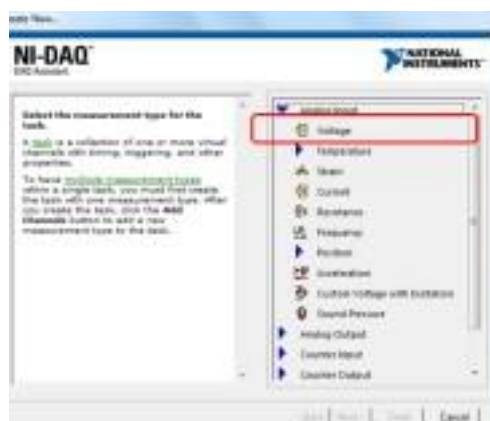 NI-DAQ
DAQ Assistant
NATIONAL
INSTRUMENTS
Select the measurement type for the
task.
A task is a collection of one or more virtual
channels with timing, triggering, and other
properties.
To have multiple measurement types
within a single task, you must first create
the task with one measurement type. After
you create the task, click the Add
Channels button to add a new
measurement type to the task.
Analog Input
Voltage
Temperature
Strain
Current
Resistance
Frequency
Position
Acceleration
Custom Voltage with Excitation
Sound Pressure
Analog Output
Counter Input
Counter Output
Cancel